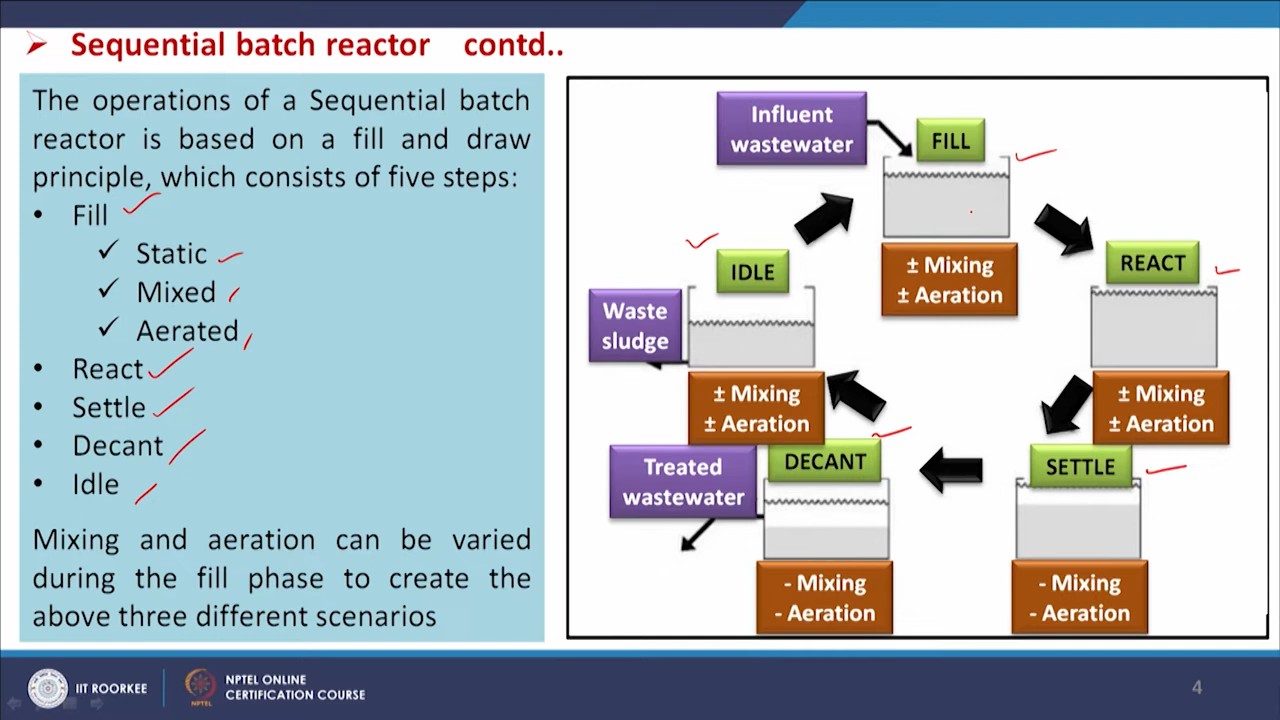 Sequential batch reactor contd..
The operations of a Sequential batch
reactor is based on a fill and draw
principle, which consists of five steps:
• Fill
✓ Static
✓ Mixed
✓ Aerated
• React
• Settle
• Decant
• Idle
Mixing and aeration can be varied
during the fill phase to create the
above three different scenarios
Influent
wastewater
FILL
± Mixing
± Aeration
REACT
± Mixing
± Aeration
SETTLE
- Mixing
- Aeration
DECANT
Treated
wastewater
- Mixing
- Aeration
IDLE
Waste
sludge
± Mixing
± Aeration
IIT ROORKEE
NPTEL
NPTEL ONLINE
CERTIFICATION COURSE
4